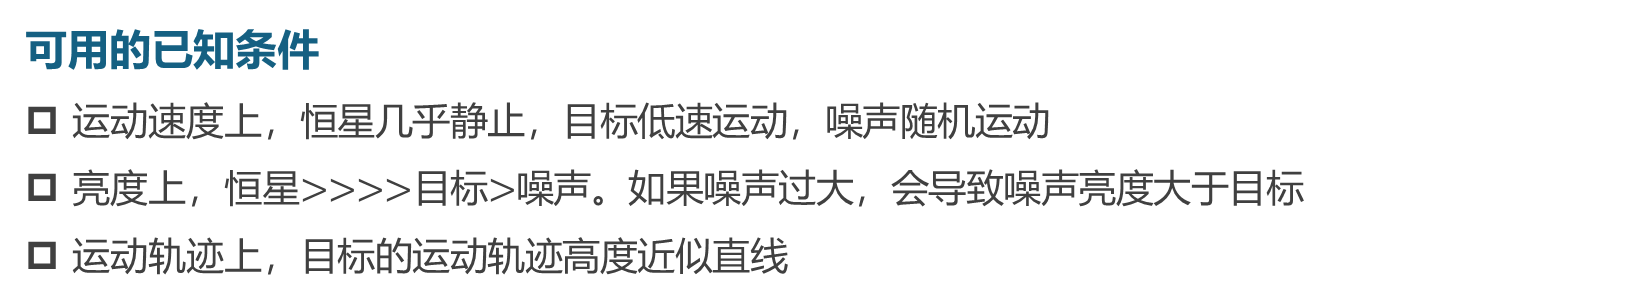 可用的已知条件
运动速度上，恒星几乎静止，目标低速运动，噪声随机运动
亮度上，恒星>>>>目标>噪声。如果噪声过大，会导致噪声亮度大于目标
运动轨迹上，目标的运动轨迹高度近似直线